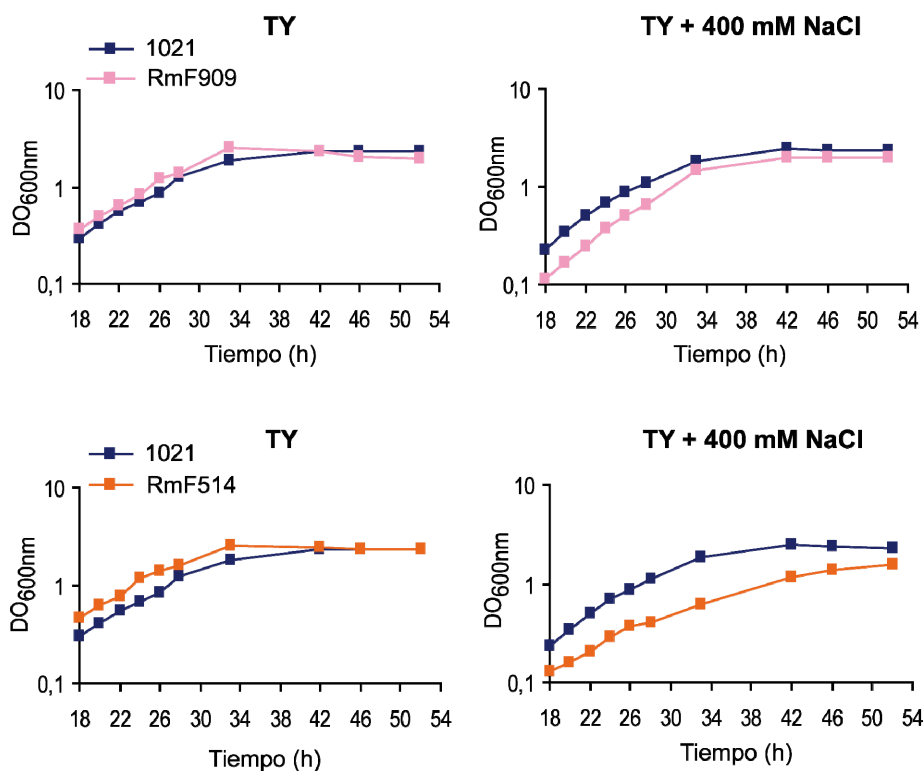 TY
1021
RmF909
10
1
0,1
DO600nm
18 22 26 30 34 38 42 46 50 54
Tiempo (h)
TY + 400 mM NaCl
10
1
0,1
DO600nm
18 22 26 30 34 38 42 46 50 54
Tiempo (h)
TY
1021
RmF514
10
1
0,1
DO600nm
18 22 26 30 34 38 42 46 50 54
Tiempo (h)
TY + 400 mM NaCl
10
1
0,1
DO600nm
18 22 26 30 34 38 42 46 50 54
Tiempo (h)